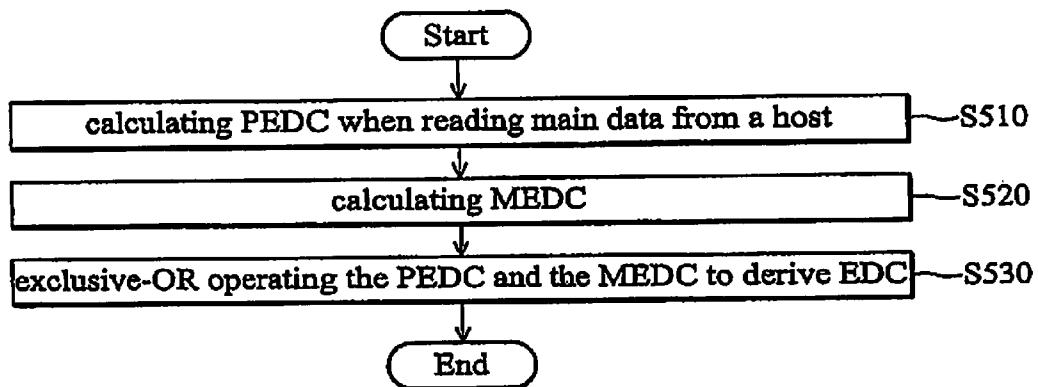 Start
calculating PEDC when reading main data from a host
S510
calculating MEDC
S520
exclusive-OR operating the PEDC and the MEDC to derive EDC
S530
End